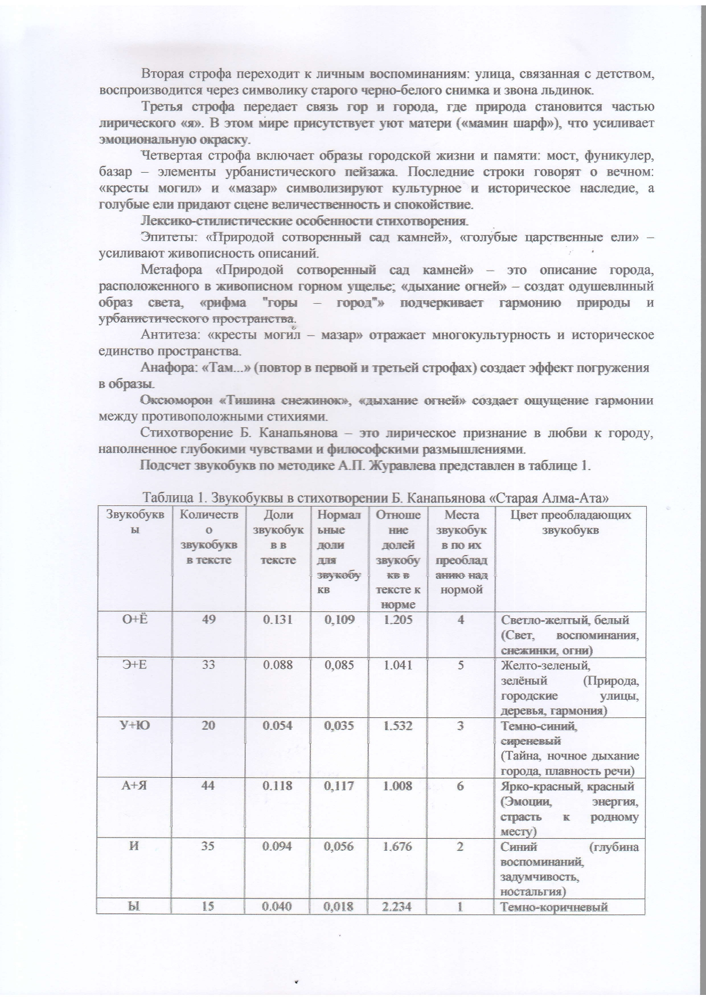 Вторая строфа переходит к личным воспоминаниям: улица, связанная с детством,
воспроизводится через символику старого черно-белого снимка и звона льдинок.
Третья строфа передает связь гор и города, где природа становится частью
лирического «я». В этом мире присутствует уют матери («мамин шарф»), что усиливает
эмоциональную окраску.
Четвертая строфа включает образы городской жизни и памяти: мост, фуникулер,
базар – элементы урбанистического пейзажа. Последние строки говорят о вечном:
«кресты могил» и «мазар» символизируют культурное и историческое наследие, а
голубые ели придают сцене величественность и спокойствие.
Лексико-стилистические особенности стихотворения.
Эпитеты: «Природой сотворенный сад камней», «голубые царственные ели» –
усиливают живописность описаний.
Метафора «Природой сотворенный сад камней» – это описание города,
расположенного в живописном горном ущелье; «дыхание огней» – создат одушевлнный
образ света, «рифма "горы – город"» подчеркивает гармонию природы и
урбанистического пространства.
Антитеза: «кресты могил – мазар» отражает многокультурность и историческое
единство пространства.
Анафора: «Там...» (повтор в первой и третьей строфах) создает эффект погружения
в образы.
Оксюморон «Тишина снежинок», «дыхание огней» создает ощущение гармонии
между противоположными стихиями.
Стихотворение Б. Канапьянова – это лирическое признание в любви к городу,
наполненное глубокими чувствами и философскими размышлениями.
Подсчет звукобукв по методике А.П. Журавлева представлен в таблице 1.
Таблица 1. Звукобуквы в стихотворении Б. Канапьянова «Старая Алма-Ата»
Звукобукв
ы
Количеств
о
звукобукв
в тексте
Доли
звукобук
в в
тексте
Нормал
ьные
доли
для
звукобу
кв
Отноше
ние
долей
звукобу
кв в
тексте к
норме
Места
звукобук
в по их
преоблад
анию над
нормой
Цвет преобладающих
звукобукв
О+Ё 49 0.131 0,109 1.205 4 Светло-желтый, белый
(Свет, воспоминания,
снежинки, огни)
Э+Е 33 0.088 0,085 1.041 5 Желто-зеленый,
зелёный (Природа,
городские улицы,
деревья, гармония)
У+Ю 20 0.054 0,035 1.532 3 Темно-синий,
сиреневый
(Тайна, ночное дыхание
города, плавность речи)
А+Я 44 0.118 0,117 1.008 6 Ярко-красный, красный
(Эмоции, энергия,
страсть к родному
месту)
И 35 0.094 0,056 1.676 2 Синий (глубина
воспоминаний,
задумчивость,
ностальгия)
Ы 15 0.040 0,018 2.234 1 Темно-коричневый